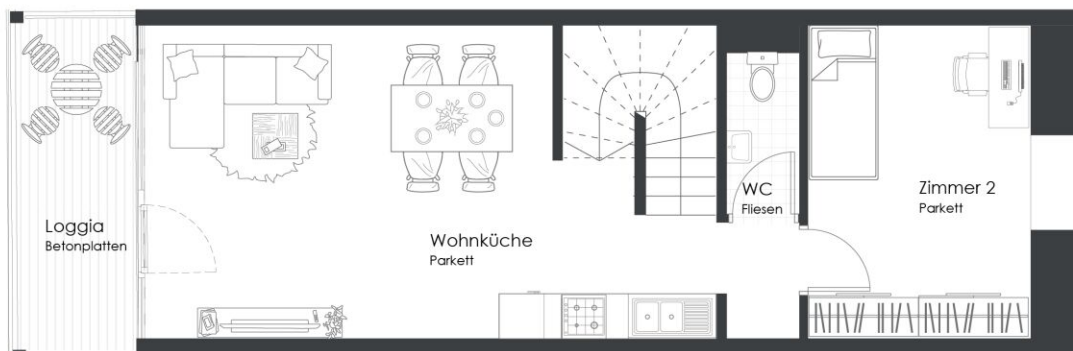 Loggia
Betonplatten
Wohnküche
Parkett
WC
Fliesen
Zimmer 2
Parkett